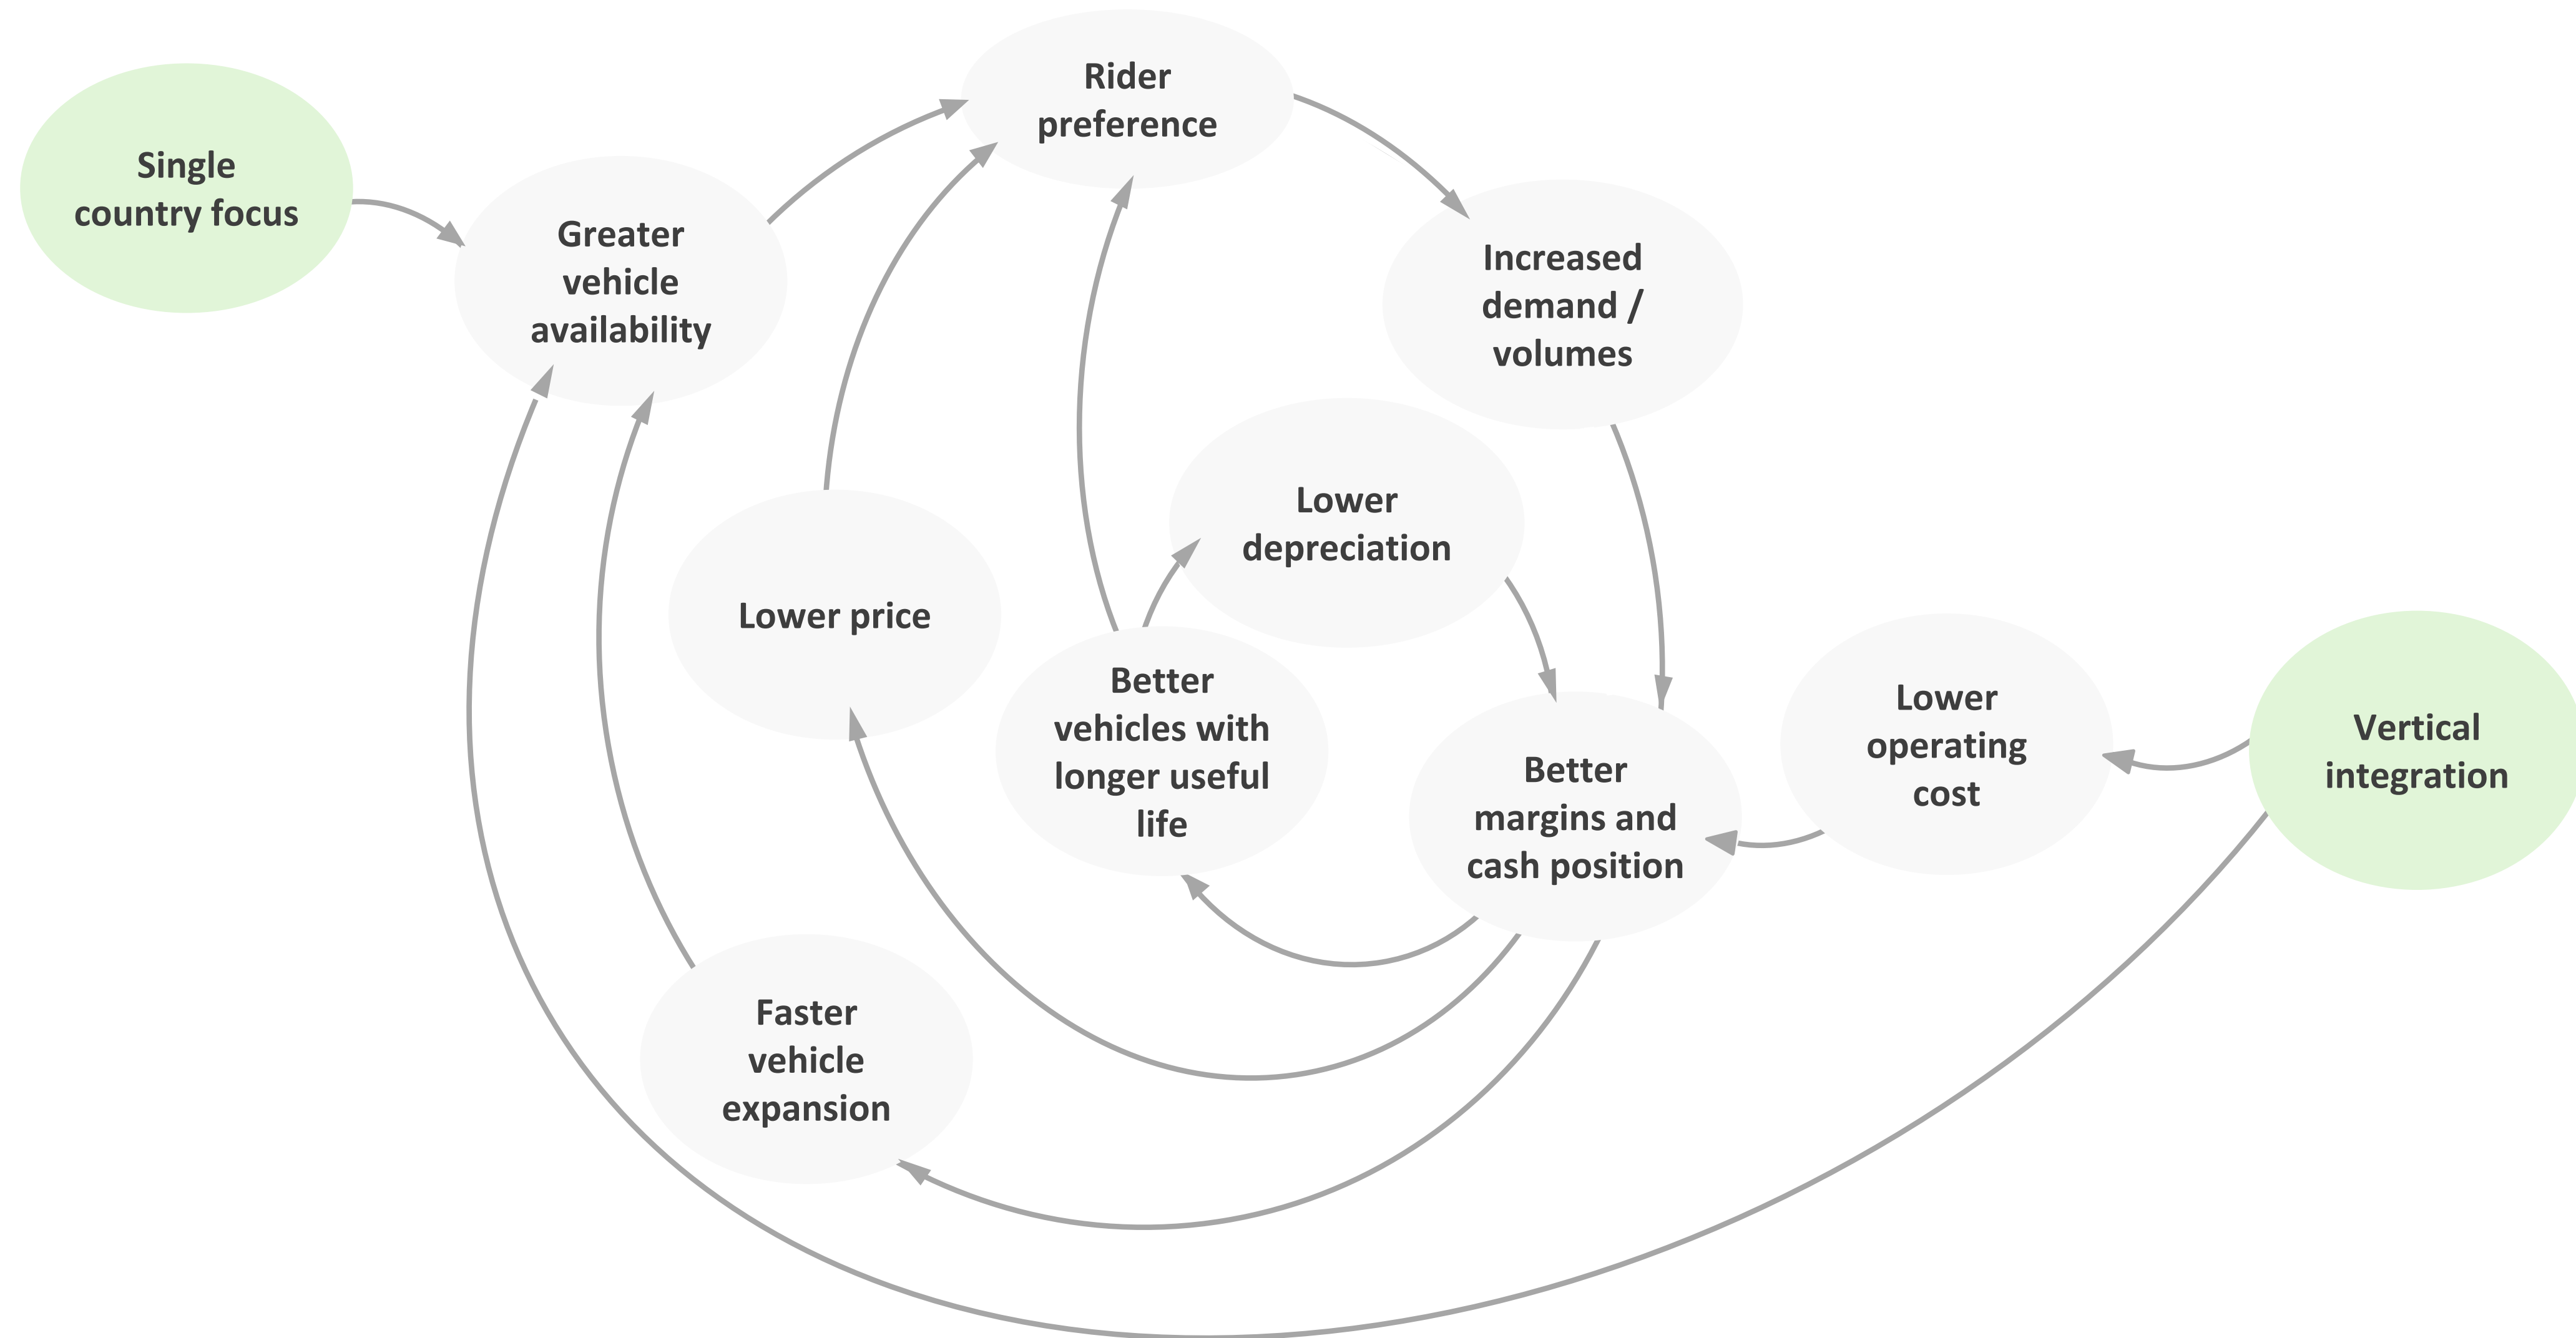 Single
country focus
Greater
vehicle
availability
Rider
preference
Increased
demand /
volumes
Lower
depreciation
Lower price
Better
vehicles with
longer useful
life
Better
margins and
cash position
Lower
operating
cost
Vertical
integration
Faster
vehicle
expansion